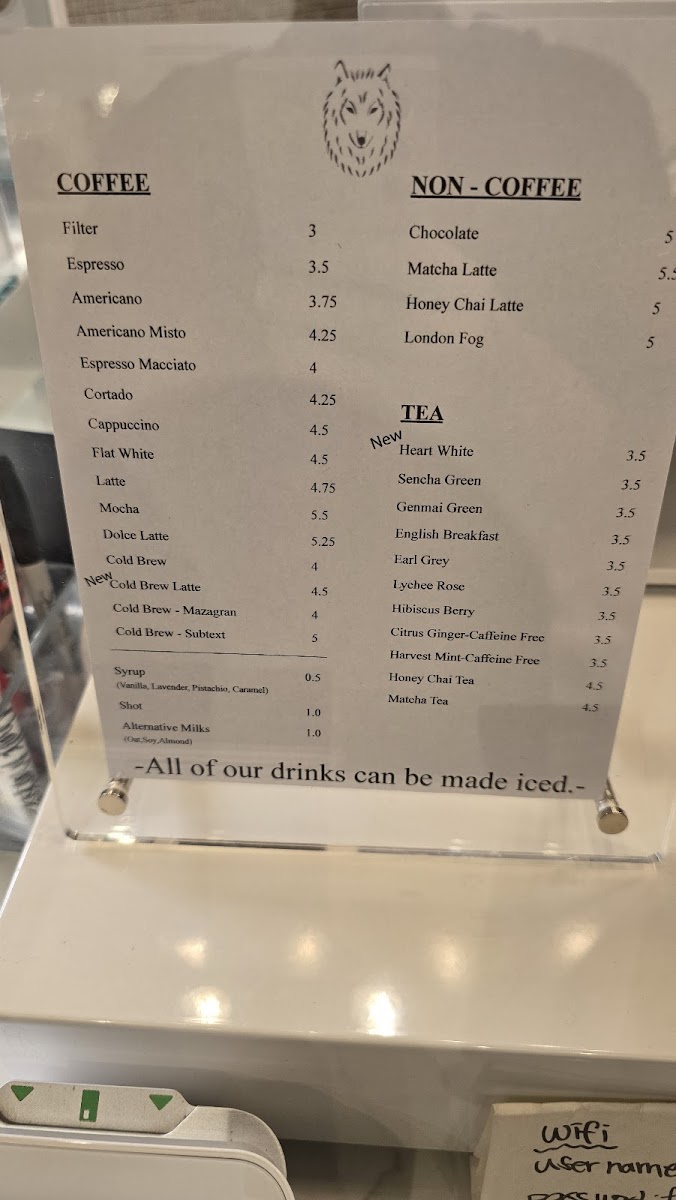 COFFEE
Filter 3
Espresso 3.5
Americano 3.75
Americano Misto 4.25
Espresso Macciato 4
Cortado 4.25
Cappuccino 4.5
Flat White 4.5
Latte 4.75
Mocha 5.5
Dolce Latte 5.25
Cold Brew 4
New Cold Brew Latte 4.5
Cold Brew - Mazagran 4
Cold Brew - Subtext 5
Syrup 0.5
(Vanilla, Lavender, Pistachio, Caramel)
Shot 1.0
Alternative Milks 1.0
(Oat,Soy,Almond)
NON - COFFEE
Chocolate 5
Matcha Latte 5.5
Honey Chai Latte 5
London Fog 5
TEA
New Heart White 3.5
Sencha Green 3.5
Genmai Green 3.5
English Breakfast 3.5
Earl Grey 3.5
Lychee Rose 3.5
Hibiscus Berry 3.5
Citrus Ginger-Caffeine Free 3.5
Harvest Mint-Caffeine Free 3.5
Honey Chai Tea 4.5
Matcha Tea 4.5
-All of our drinks can be made iced.-
wifi
user name